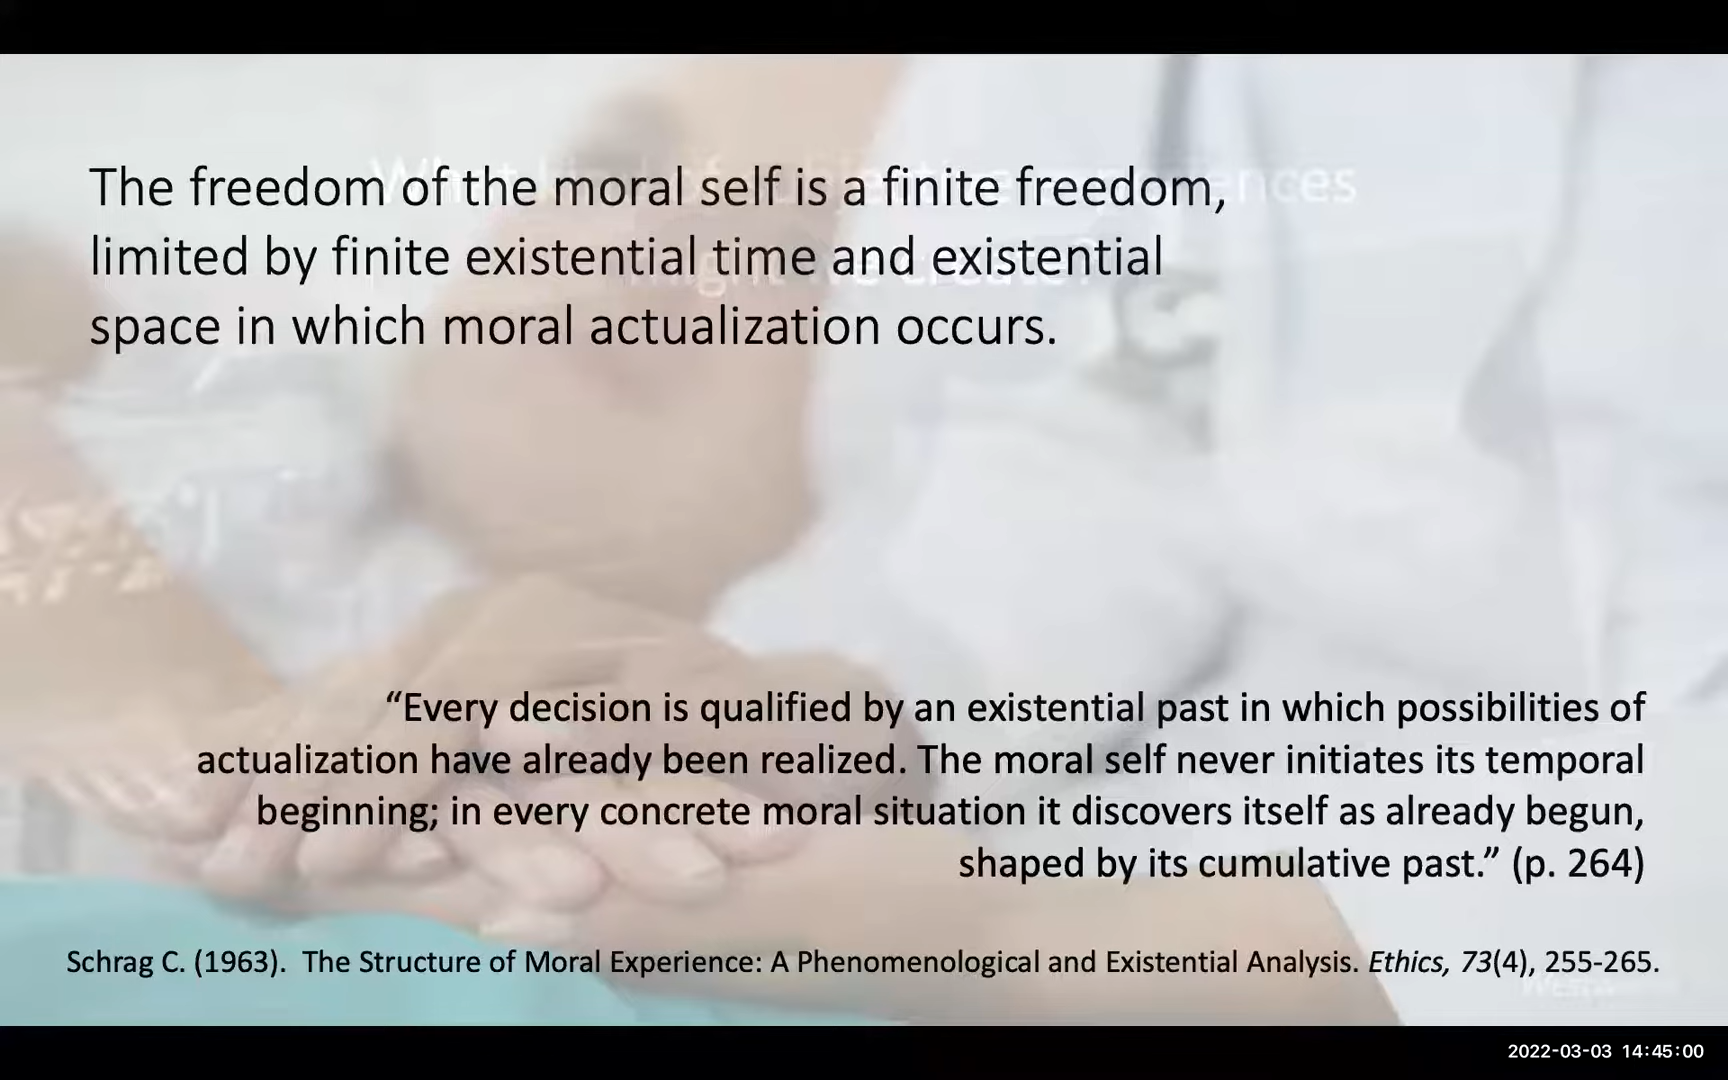 The freedom of the moral self is a finite freedom,
limited by finite existential time and existential
space in which moral actualization occurs.
“Every decision is qualified by an existential past in which possibilities of
actualization have already been realized. The moral self never initiates its temporal
beginning; in every concrete moral situation it discovers itself as already begun,
shaped by its cumulative past.” (p. 264)
Schrag C. (1963).  The Structure of Moral Experience: A Phenomenological and Existential Analysis. Ethics, 73(4), 255-265.
2022-03-03 14:45:00